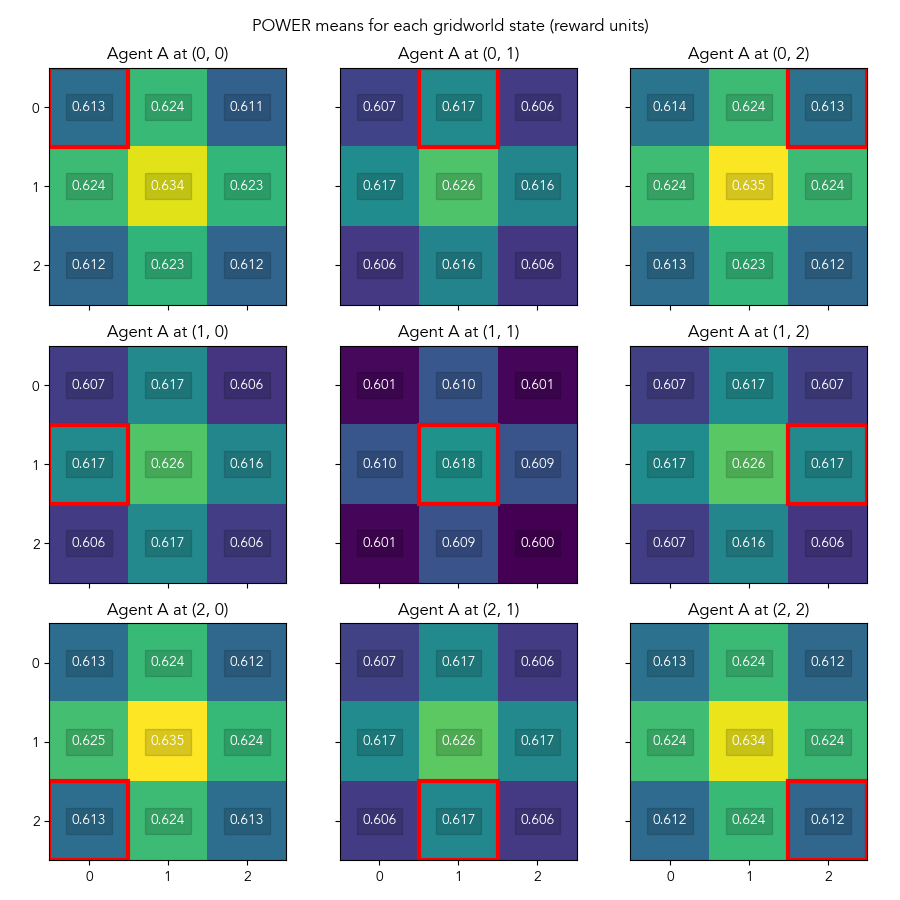 POWER means for each gridworld state (reward units)
Agent A at (0, 0) Agent A at (0, 1) Agent A at (0, 2)
0 0.613 0.624 0.611 0.607 0.617 0.606 0.614 0.624 0.613
1 0.624 0.634 0.623 0.617 0.626 0.616 0.624 0.635 0.624
2 0.612 0.623 0.612 0.606 0.616 0.606 0.613 0.623 0.612
Agent A at (1, 0) Agent A at (1, 1) Agent A at (1, 2)
0 0.607 0.617 0.606 0.601 0.610 0.601 0.607 0.617 0.607
1 0.617 0.626 0.616 0.610 0.618 0.609 0.617 0.626 0.617
2 0.606 0.617 0.606 0.601 0.609 0.600 0.607 0.616 0.606
Agent A at (2, 0) Agent A at (2, 1) Agent A at (2, 2)
0 0.613 0.624 0.612 0.607 0.617 0.606 0.613 0.624 0.612
1 0.625 0.635 0.624 0.617 0.626 0.617 0.624 0.634 0.624
2 0.613 0.624 0.613 0.606 0.617 0.606 0.612 0.624 0.612
0 1 2 0 1 2 0 1 2